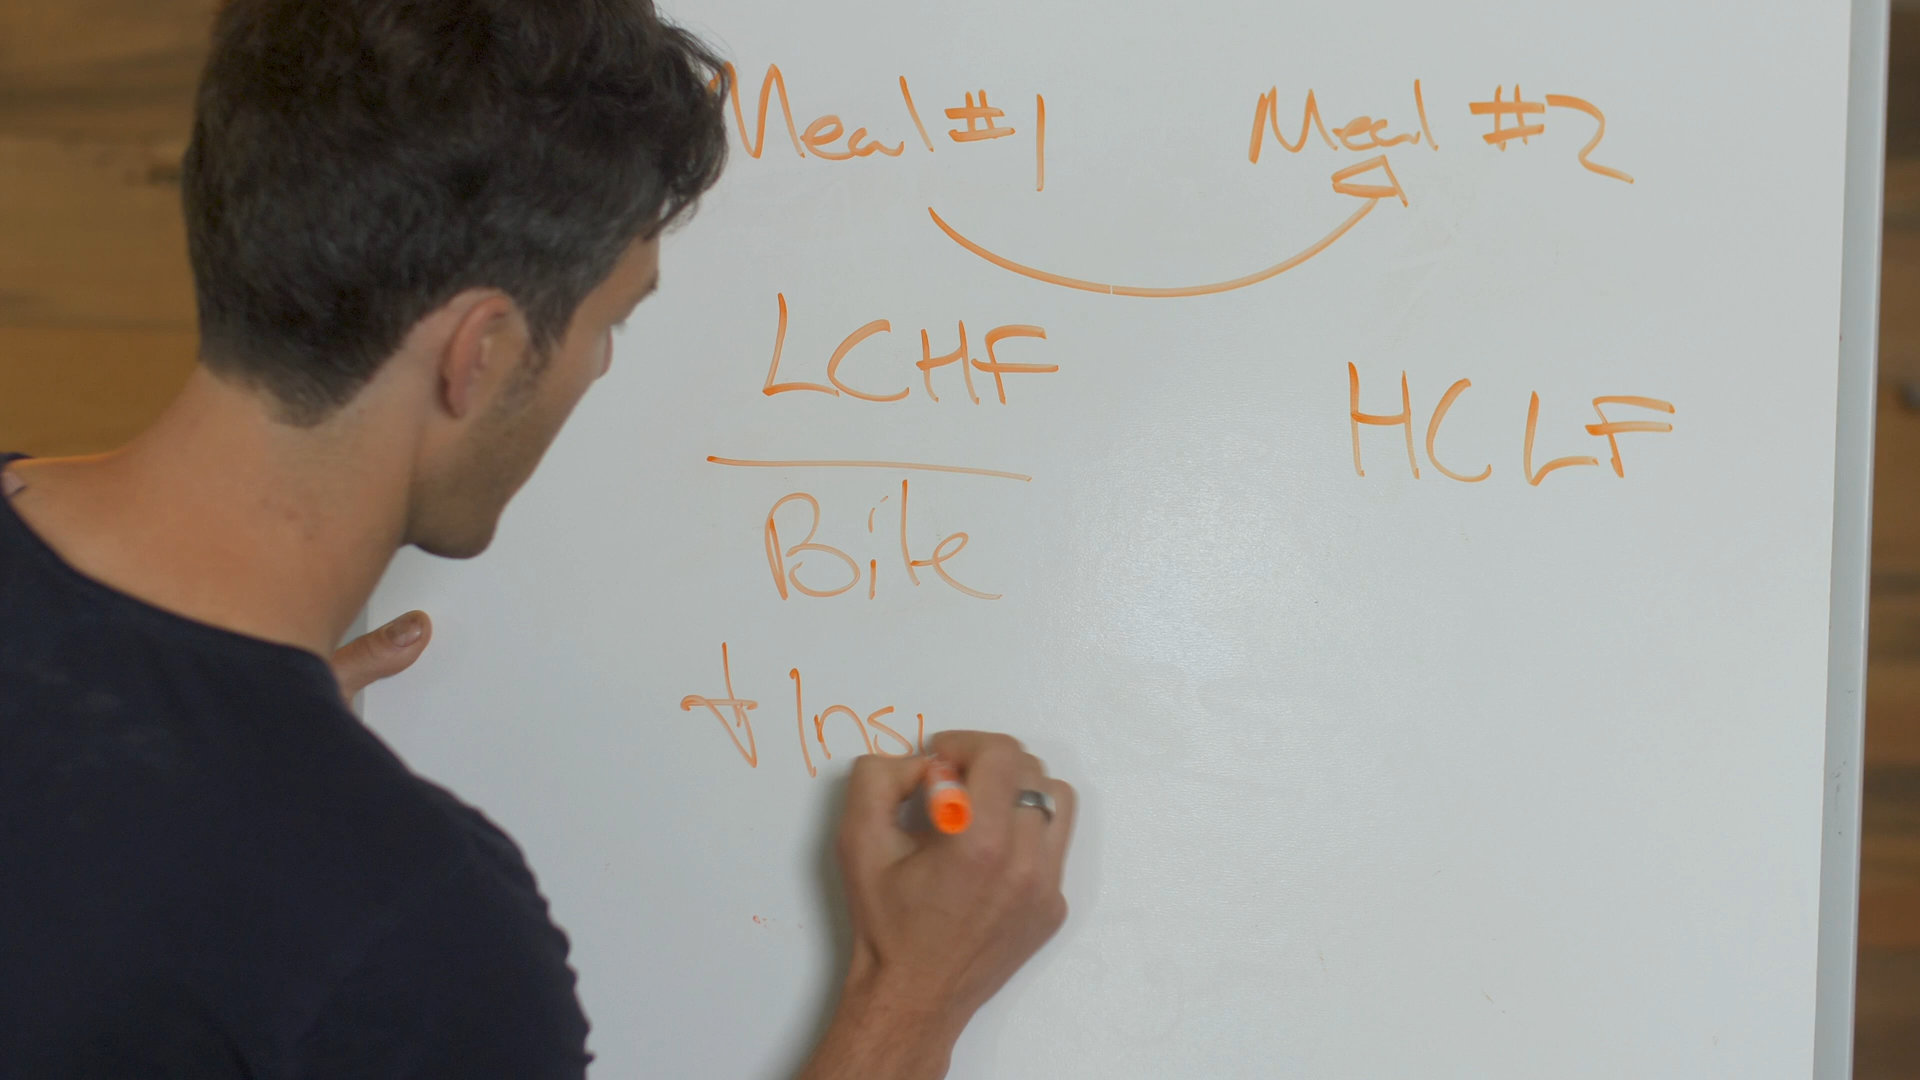 Meal #1
Meal #2
LCHF
HCLF
Bite
↓ Insu